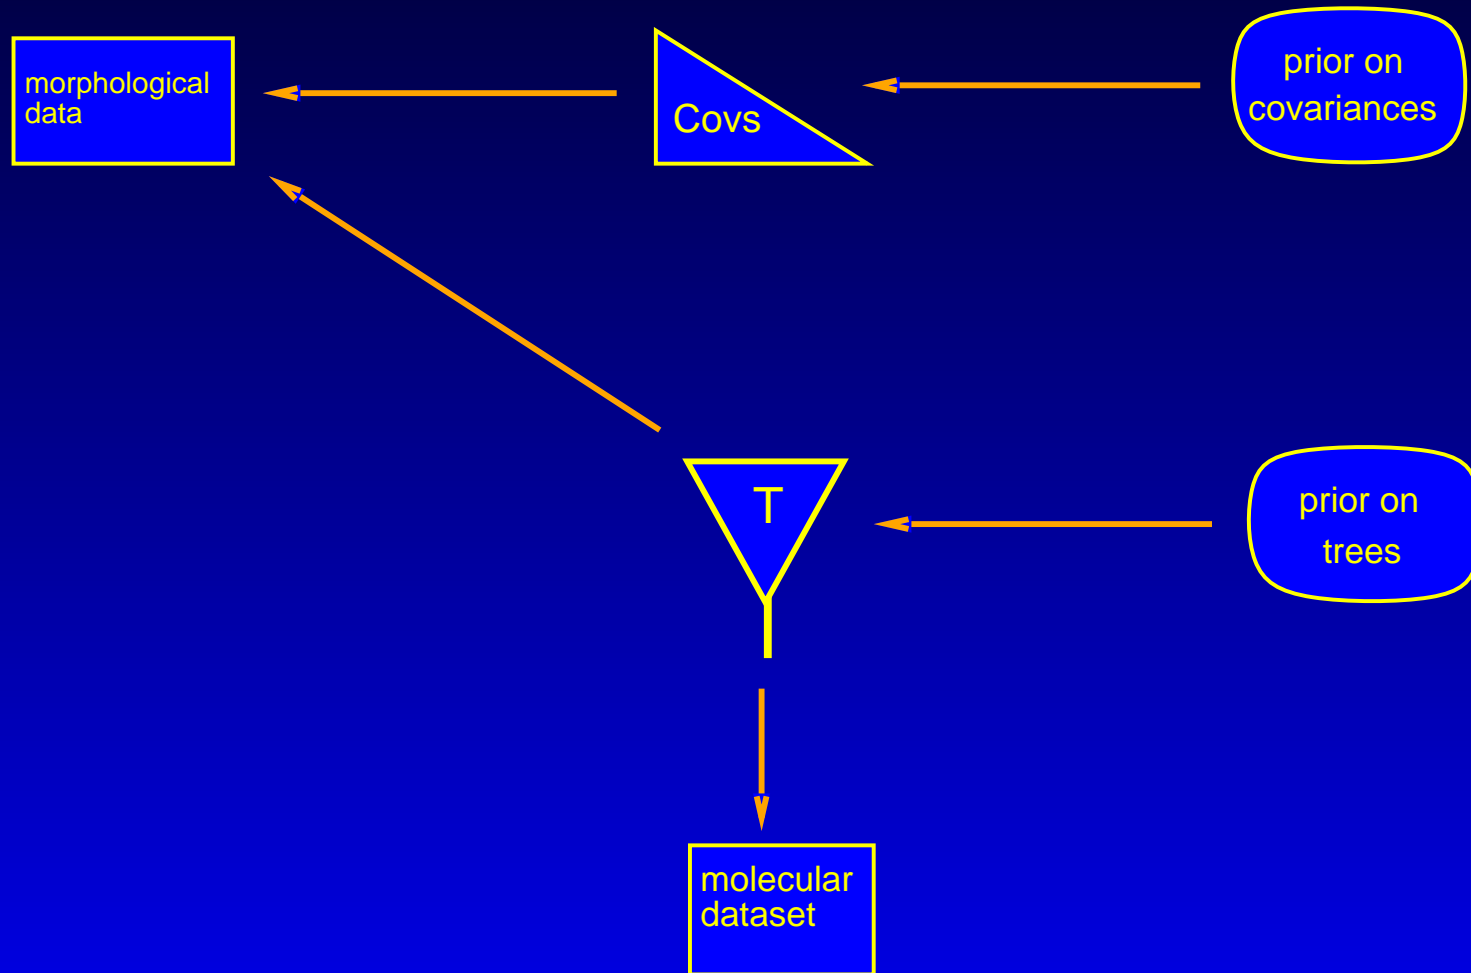 morphological
data
Covs
prior on
covariances
T
prior on
trees
molecular
dataset